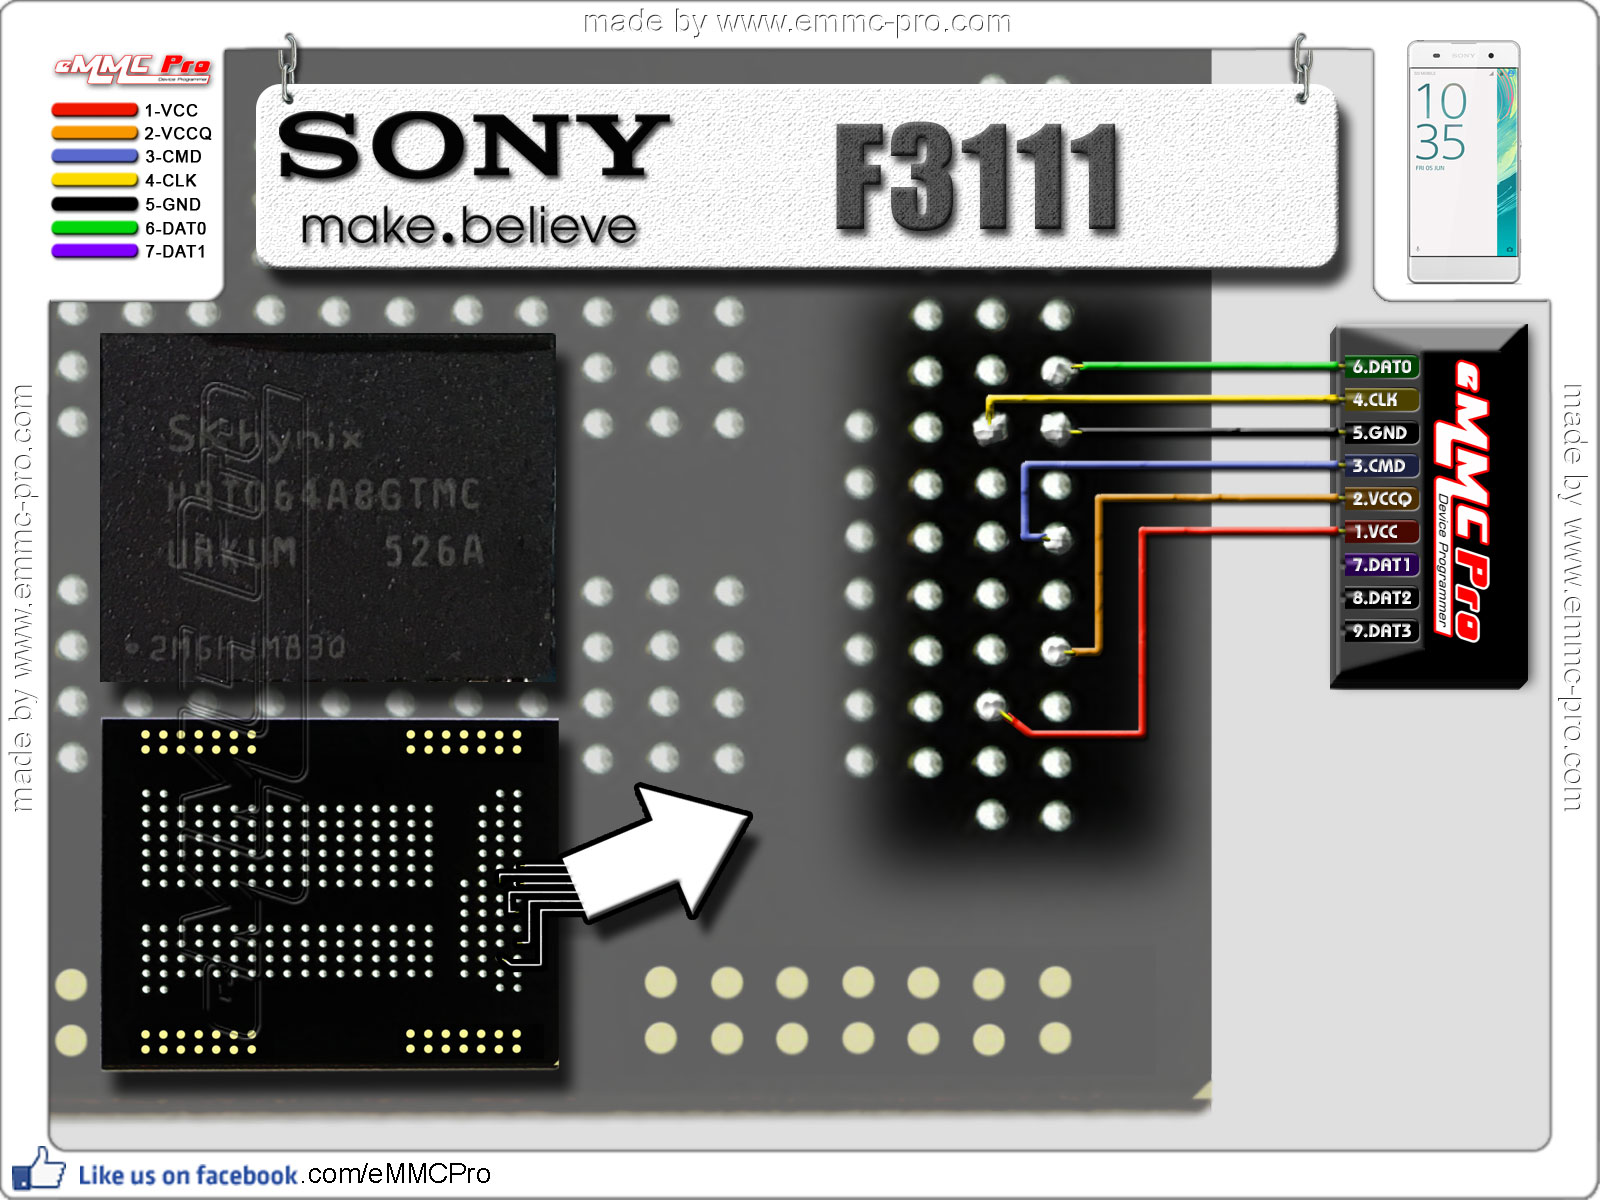 made by www.emmc-pro.com
eMMC Pro
Device Programmer
1-VCC
2-VCCQ
3-CMD
4-CLK
5-GND
6-DAT0
7-DAT1
SONY
make.believe
F3111
SONY
10
35
FRI 05 JUN
SK hynix
H9TQ64A8GTMC
URKUM 526A
6.DAT0
4.CLK
5.GND
3.CMD
2.VCCQ
1.VCC
7.DAT1
8.DAT2
9.DAT3
eMMC Pro
Device Programmer
made by www.emmc-pro.com
made by www.emmc-pro.com
Like us on facebook.com/eMMCPro